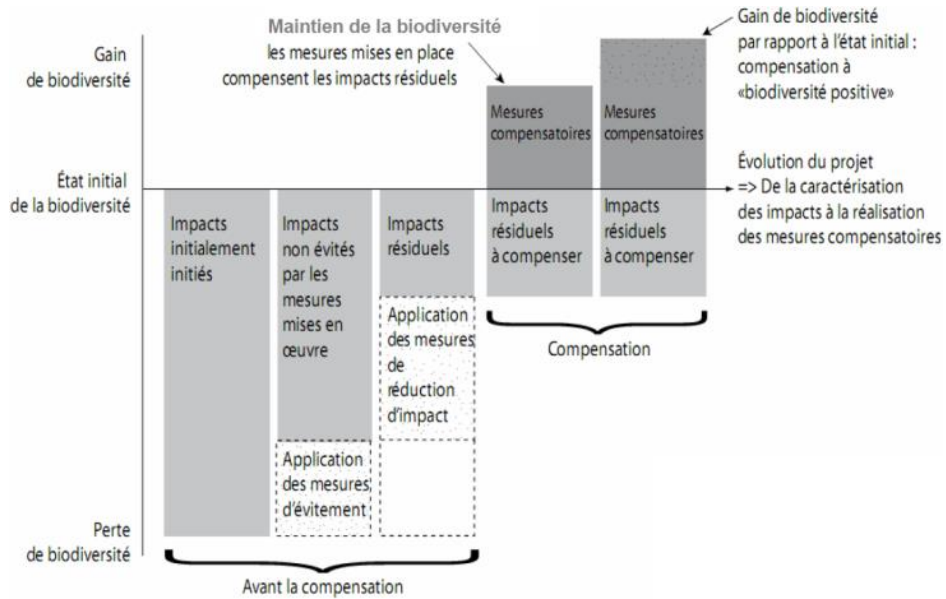 Maintien de la biodiversité
les mesures mises en place
compensent les impacts résiduels
Gain de biodiversité
par rapport à l'état initial :
compensation à
«biodiversité positive»
Gain
de biodiversité
Mesures
compensatoires
Mesures
compensatoires
État initial
de la biodiversité
Évolution du projet
=> De la caractérisation
des impacts à la réalisation
des mesures compensatoires
Impacts
initialement
initiés
Impacts
non évités
par les
mesures
mises en
œuvre
Impacts
résiduels
Impacts
résiduels
à compenser
Impacts
résiduels
à compenser
Application
des mesures
de
réduction
d'impact
Compensation
Application
des mesures
d'évitement
Perte
de biodiversité
Avant la compensation